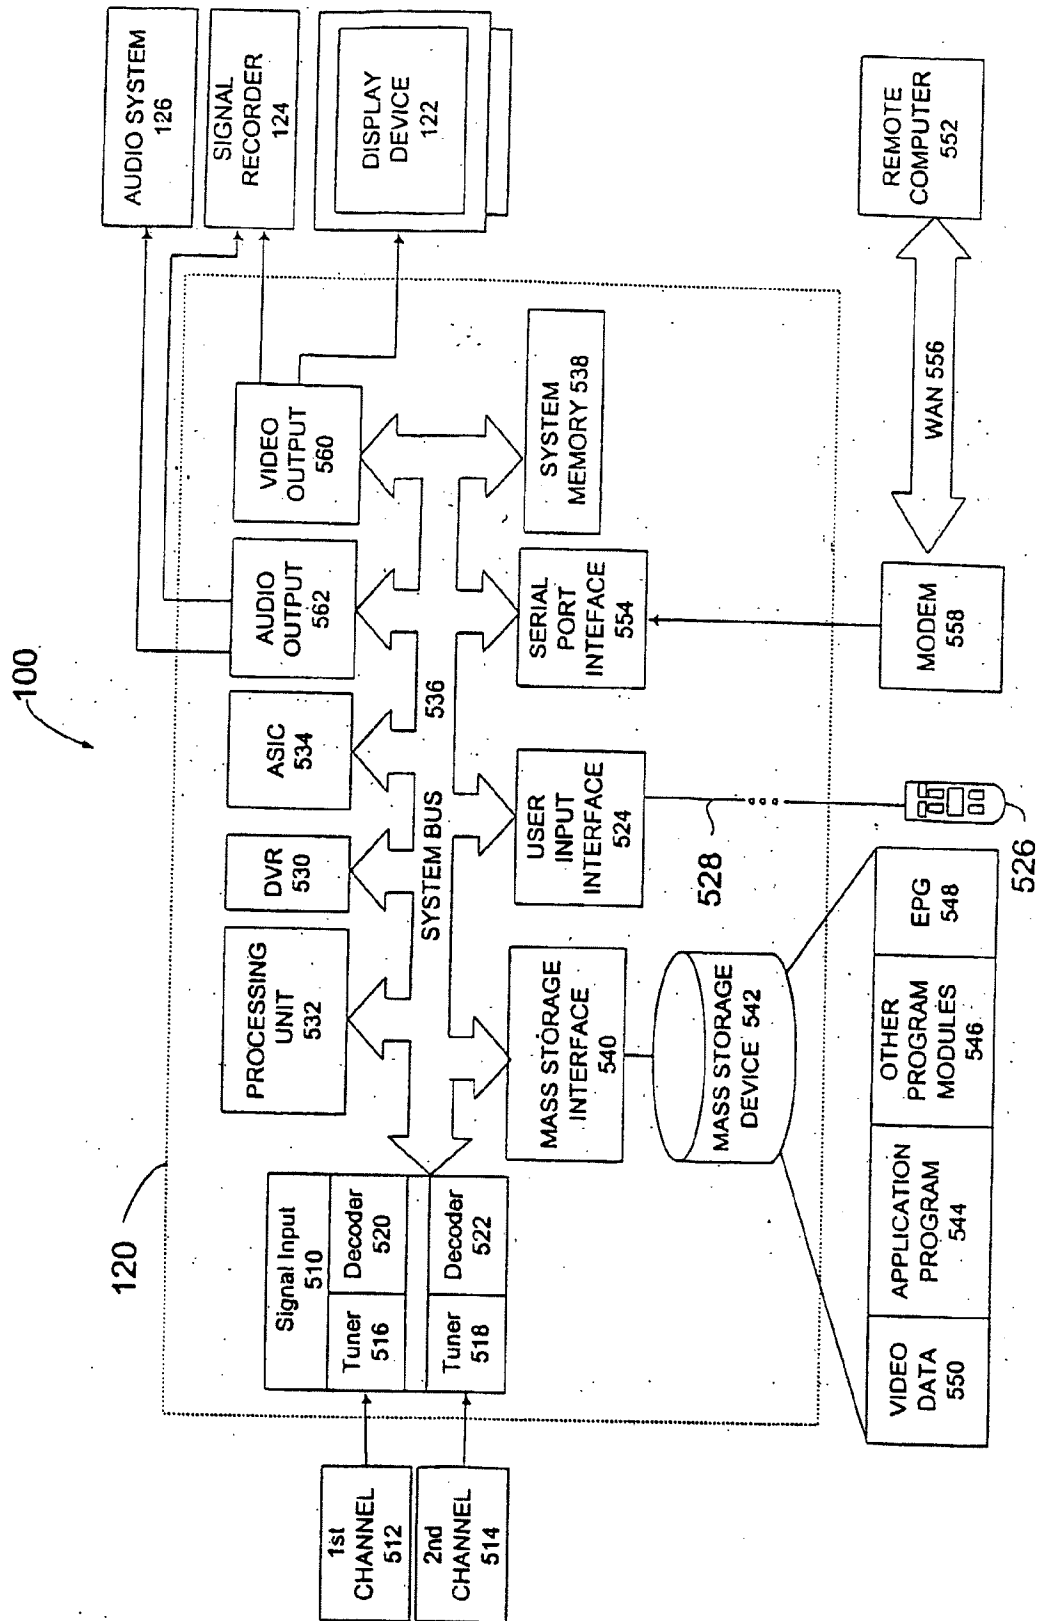 100
120
AUDIO SYSTEM
126
SIGNAL
RECORDER
124
DISPLAY
DEVICE
122
1st
CHANNEL
512
2nd
CHANNEL
514
Signal Input
510
Tuner
516
Decoder
520
Tuner
518
Decoder
522
PROCESSING
UNIT
532
DVR
530
ASIC
534
AUDIO
OUTPUT
562
VIDEO
OUTPUT
560
SYSTEM BUS
536
MASS STORAGE
INTERFACE
540
USER
INPUT
INTERFACE
524
SERIAL
PORT
INTEFACE
554
SYSTEM
MEMORY 538
MASS STORAGE
DEVICE 542
528
526
VIDEO
DATA
550
APPLICATION
PROGRAM
544
OTHER
PROGRAM
MODULES
546
EPG
548
MODEM
558
WAN 556
REMOTE
COMPUTER
552